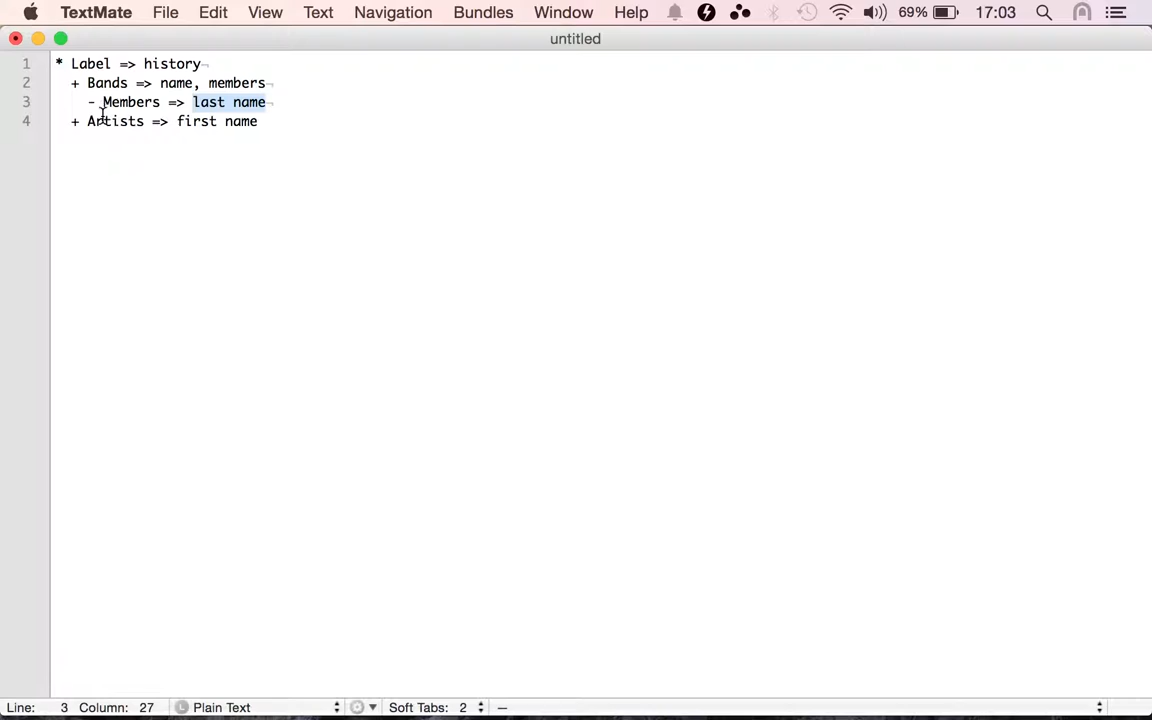 TextMate File Edit View Text Navigation Bundles Window Help 69% 17:03
untitled
1 * Label => history¬
2 + Bands => name, members¬
3 - Members => last name¬
4 + Artists => first name
Line: 3 Column: 27 L Plain Text Soft Tabs: 2 —